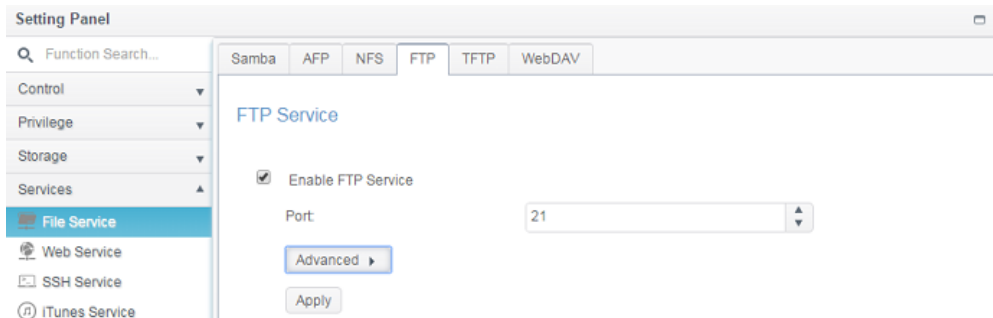 Setting Panel
Function Search...
Control
Privilege
Storage
Services
File Service
Web Service
SSH Service
iTunes Service
Samba AFP NFS FTP TFTP WebDAV
FTP Service
Enable FTP Service
Port: 21
Advanced
Apply